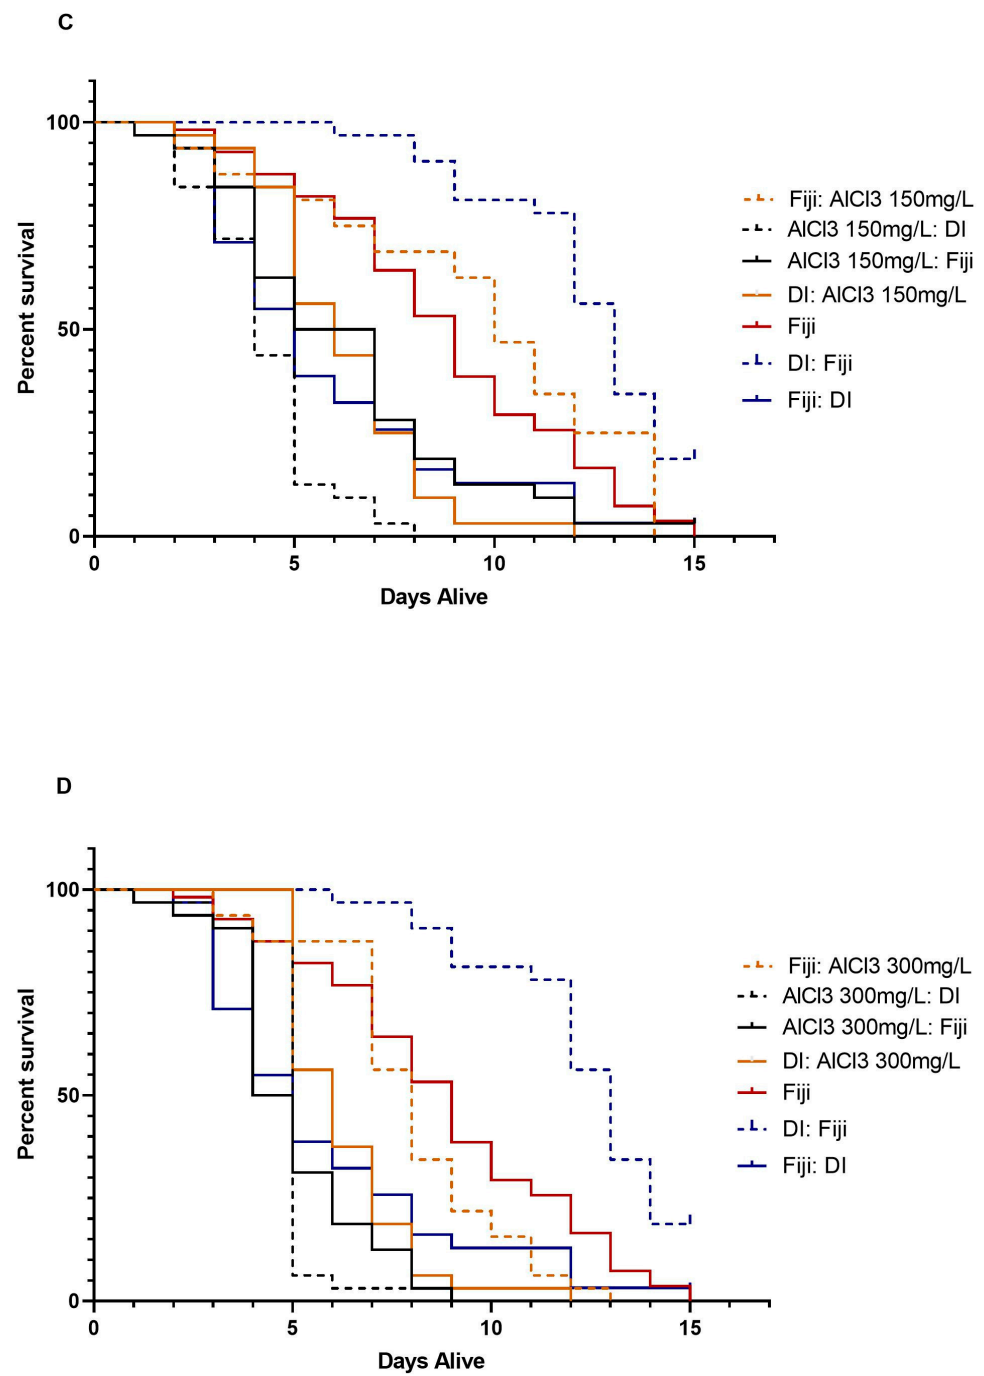 C
Percent survival
100
50
0
0 5 10 15
Days Alive
Fiji: AlCl3 150mg/L
AlCl3 150mg/L: DI
AlCl3 150mg/L: Fiji
DI: AlCl3 150mg/L
Fiji
DI: Fiji
Fiji: DI
D
Percent survival
100
50
0
0 5 10 15
Days Alive
Fiji: AlCl3 300mg/L
AlCl3 300mg/L: DI
AlCl3 300mg/L: Fiji
DI: AlCl3 300mg/L
Fiji
DI: Fiji
Fiji: DI